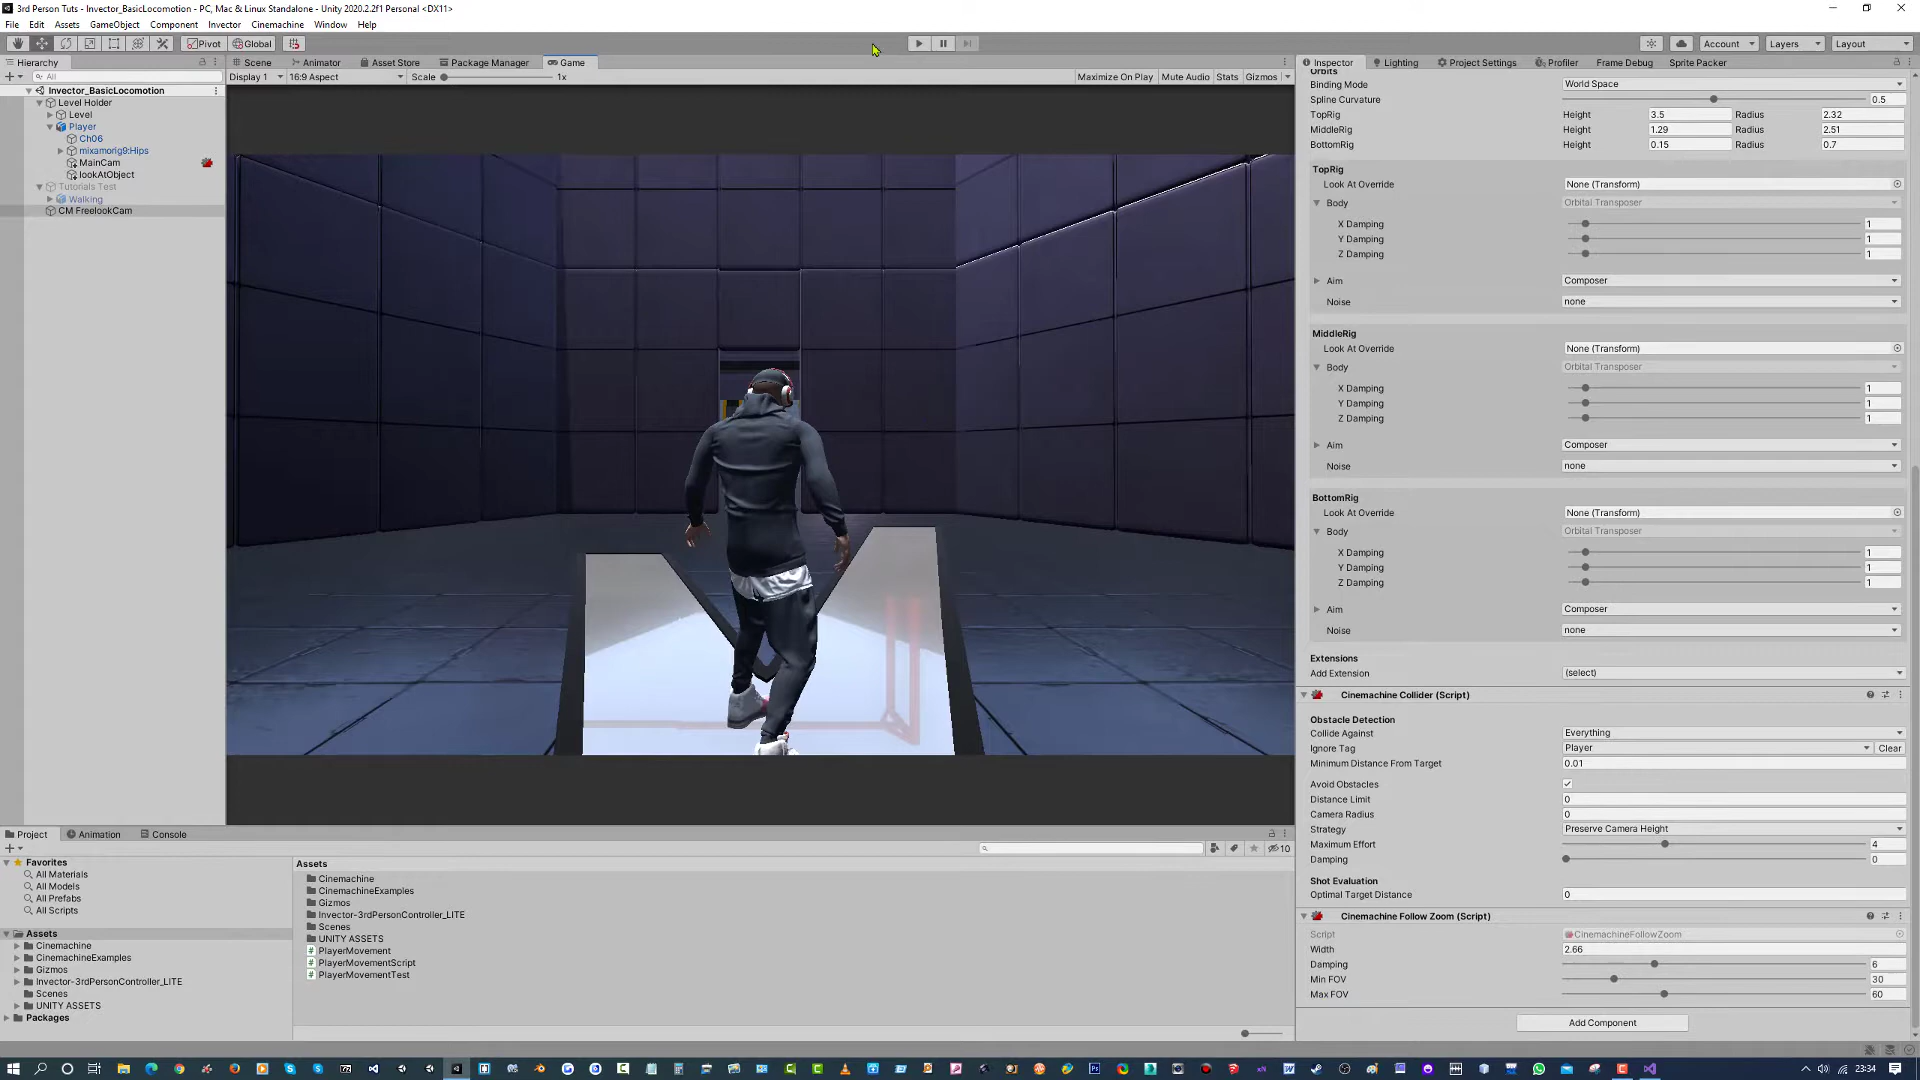 3rd Person Tuts - Invector_BasicLocomotion - PC, Mac & Linux Standalone - Unity 2020.2.2f1 Personal <DX11>
File Edit Assets GameObject Component Invector Cinemachine Window Help
Pivot Global Account Layers Layout
Hierarchy Scene Animator Asset Store Package Manager Game Inspector Lighting Project Settings Profiler Frame Debug Sprite Packer
All Display 1 16:9 Aspect Scale 1x Maximize On Play Mute Audio Stats Gizmos
Invector_BasicLocomotion
Level Holder
Level
Player
Ch06
mixamorig9:Hips
MainCam
lookAtObject
Tutorials Test
Walking
CM FreelookCam
Orbits
Binding Mode World Space
Spline Curvature 0.5
TopRig Height 3.5 Radius 2.32
MiddleRig Height 1.29 Radius 2.51
BottomRig Height 0.15 Radius 0.7
TopRig
Look At Override None (Transform)
Body Orbital Transposer
X Damping 1
Y Damping 1
Z Damping 1
Aim Composer
Noise none
MiddleRig
Look At Override None (Transform)
Body Orbital Transposer
X Damping 1
Y Damping 1
Z Damping 1
Aim Composer
Noise none
BottomRig
Look At Override None (Transform)
Body Orbital Transposer
X Damping 1
Y Damping 1
Z Damping 1
Aim Composer
Noise none
Extensions
Add Extension (select)
Cinemachine Collider (Script)
Obstacle Detection
Collide Against Everything
Ignore Tag Player Clear
Minimum Distance From Target 0.01
Avoid Obstacles
Distance Limit 0
Camera Radius 0
Strategy Preserve Camera Height
Maximum Effort 4
Damping 0
Shot Evaluation
Optimal Target Distance 0
Cinemachine Follow Zoom (Script)
Script CinemachineFollowZoom
Width 2.66
Damping 6
Min FOV 30
Max FOV 60
Add Component
Project Animation Console
10
Favorites
All Materials
All Models
All Prefabs
All Scripts
Assets
Cinemachine
CinemachineExamples
Gizmos
Invector-3rdPersonController_LITE
Scenes
UNITY ASSETS
Packages
Assets
Cinemachine
CinemachineExamples
Gizmos
Invector-3rdPersonController_LITE
Scenes
UNITY ASSETS
PlayerMovement
PlayerMovementScript
PlayerMovementTest
23:34